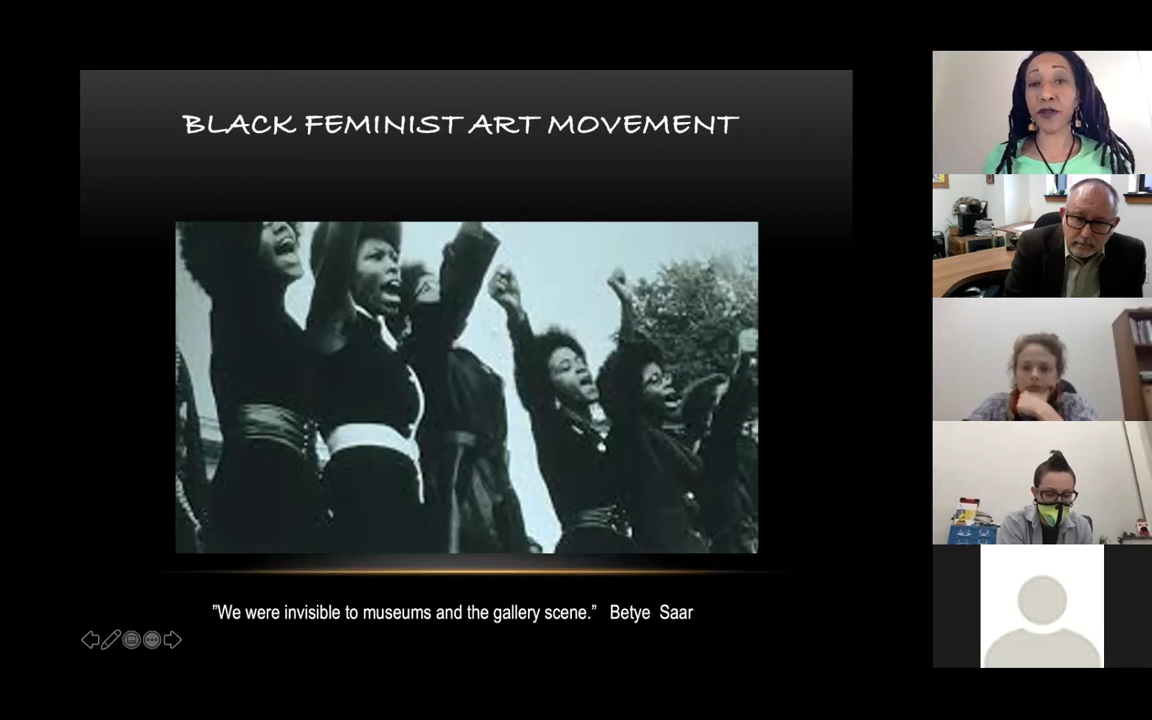 BLACK FEMINIST ART MOVEMENT
”We were invisible to museums and the gallery scene.” Betye Saar